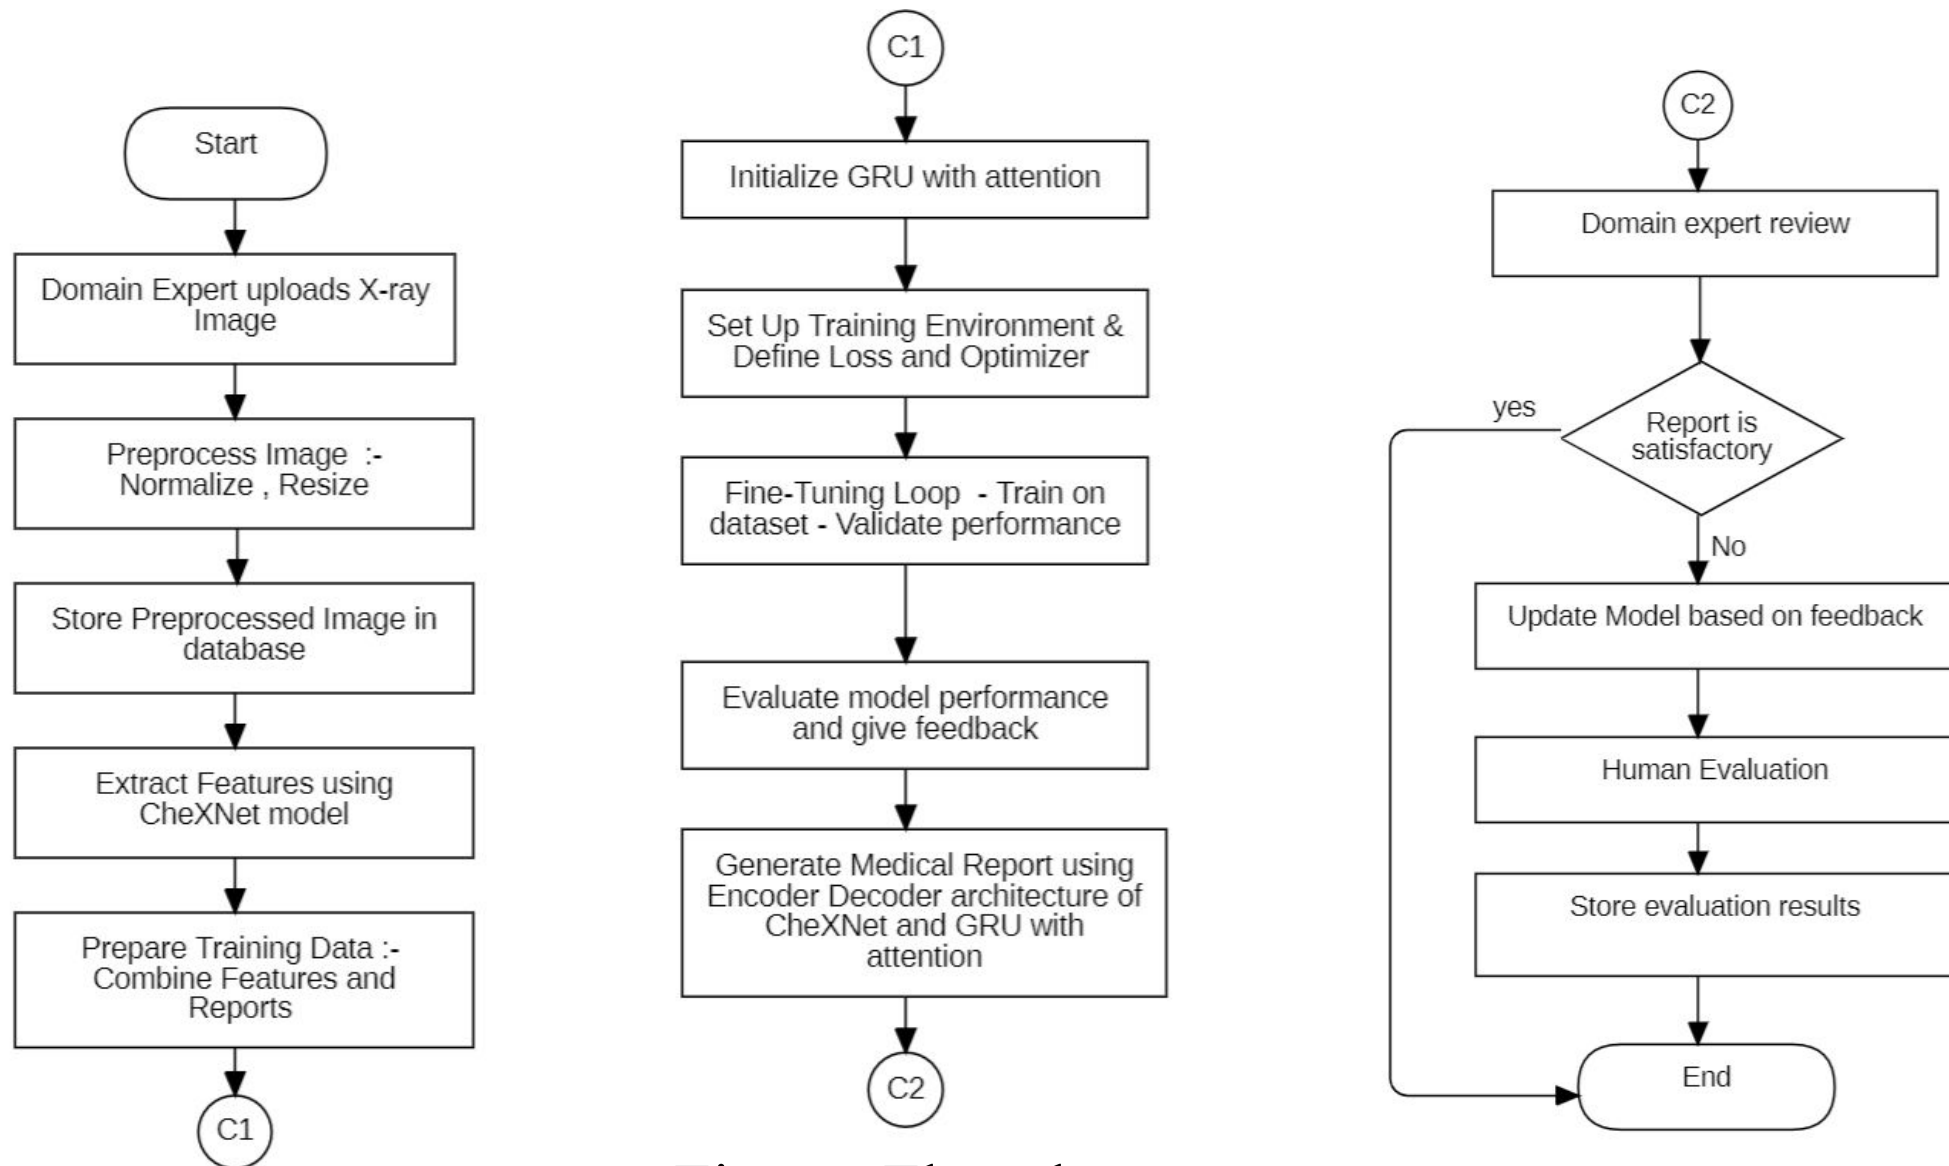 Start
Domain Expert uploads X-ray
Image
Preprocess Image :-
Normalize , Resize
Store Preprocessed Image in
database
Extract Features using
CheXNet model
Prepare Training Data :-
Combine Features and
Reports
C1
C1
Initialize GRU with attention
Set Up Training Environment &
Define Loss and Optimizer
Fine-Tuning Loop - Train on
dataset - Validate performance
Evaluate model performance
and give feedback
Generate Medical Report using
Encoder Decoder architecture of
CheXNet and GRU with
attention
C2
C2
Domain expert review
Report is
satisfactory
yes
No
Update Model based on feedback
Human Evaluation
Store evaluation results
End